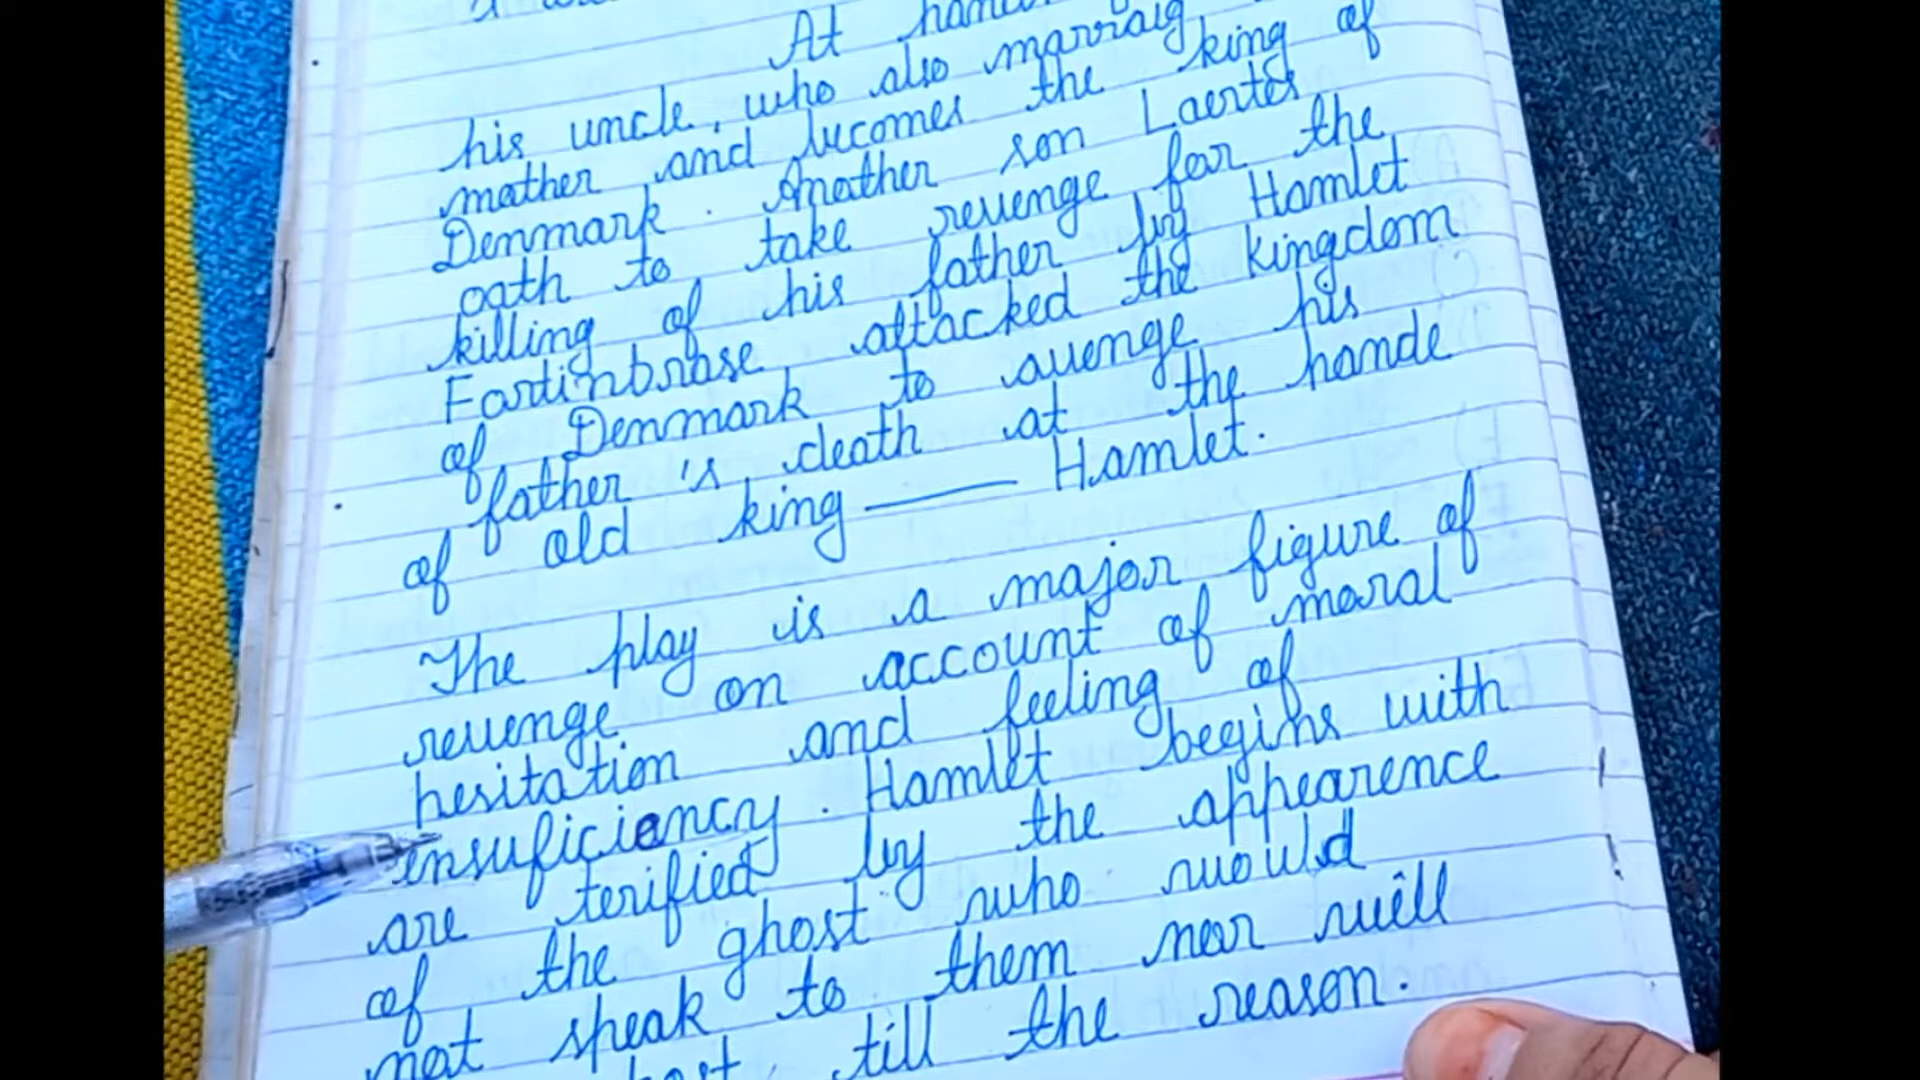 At
his uncle, who also marraig
mother and becomes the king of
Denmark. Another son Laertes
oath to take revenge for the
killing of his father by Hamlet
Fortinbrase attacked the kingdom
of Denmark to avenge his
father's death at the hande
of old king — Hamlet.
The play is a major figure of
revenge on account of moral
hesitation and feeling of
insuficiency. Hamlet begins with
are terified by the appearence
of the ghost who would
not speak to them nor will
till the reason.